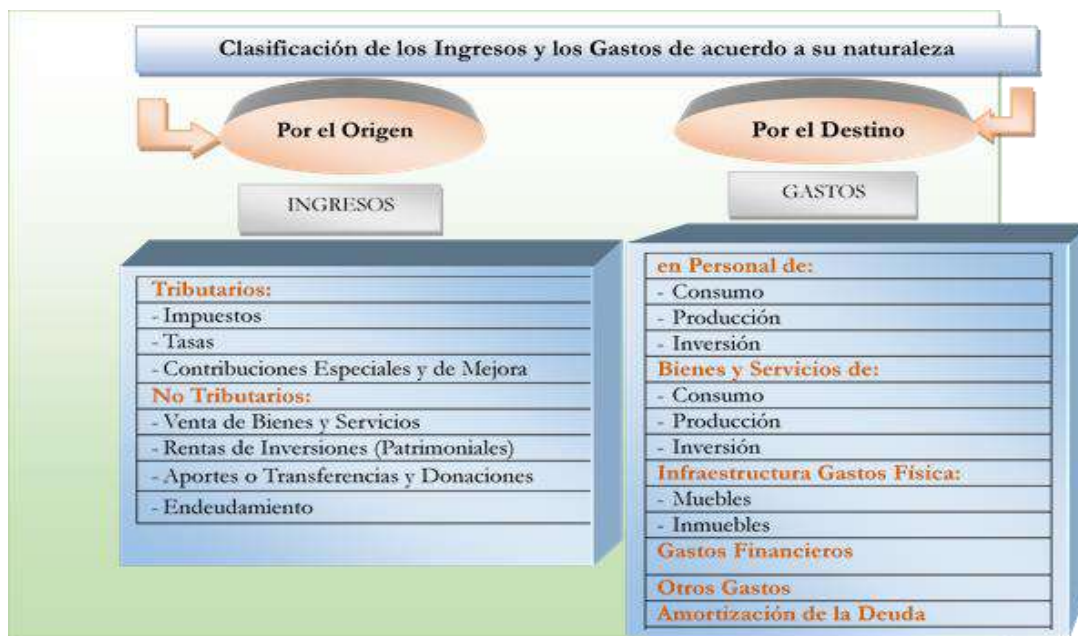 Clasificación de los Ingresos y los Gastos de acuerdo a su naturaleza
Por el Origen
INGRESOS
Tributarios:
- Impuestos
- Tasas
- Contribuciones Especiales y de Mejora
No Tributarios:
- Venta de Bienes y Servicios
- Rentas de Inversiones (Patrimoniales)
- Aportes o Transferencias y Donaciones
- Endeudamiento
Por el Destino
GASTOS
en Personal de:
- Consumo
- Producción
- Inversión
Bienes y Servicios de:
- Consumo
- Producción
- Inversión
Infraestructura Gastos Física:
- Muebles
- Inmuebles
Gastos Financieros
Otros Gastos
Amortización de la Deuda